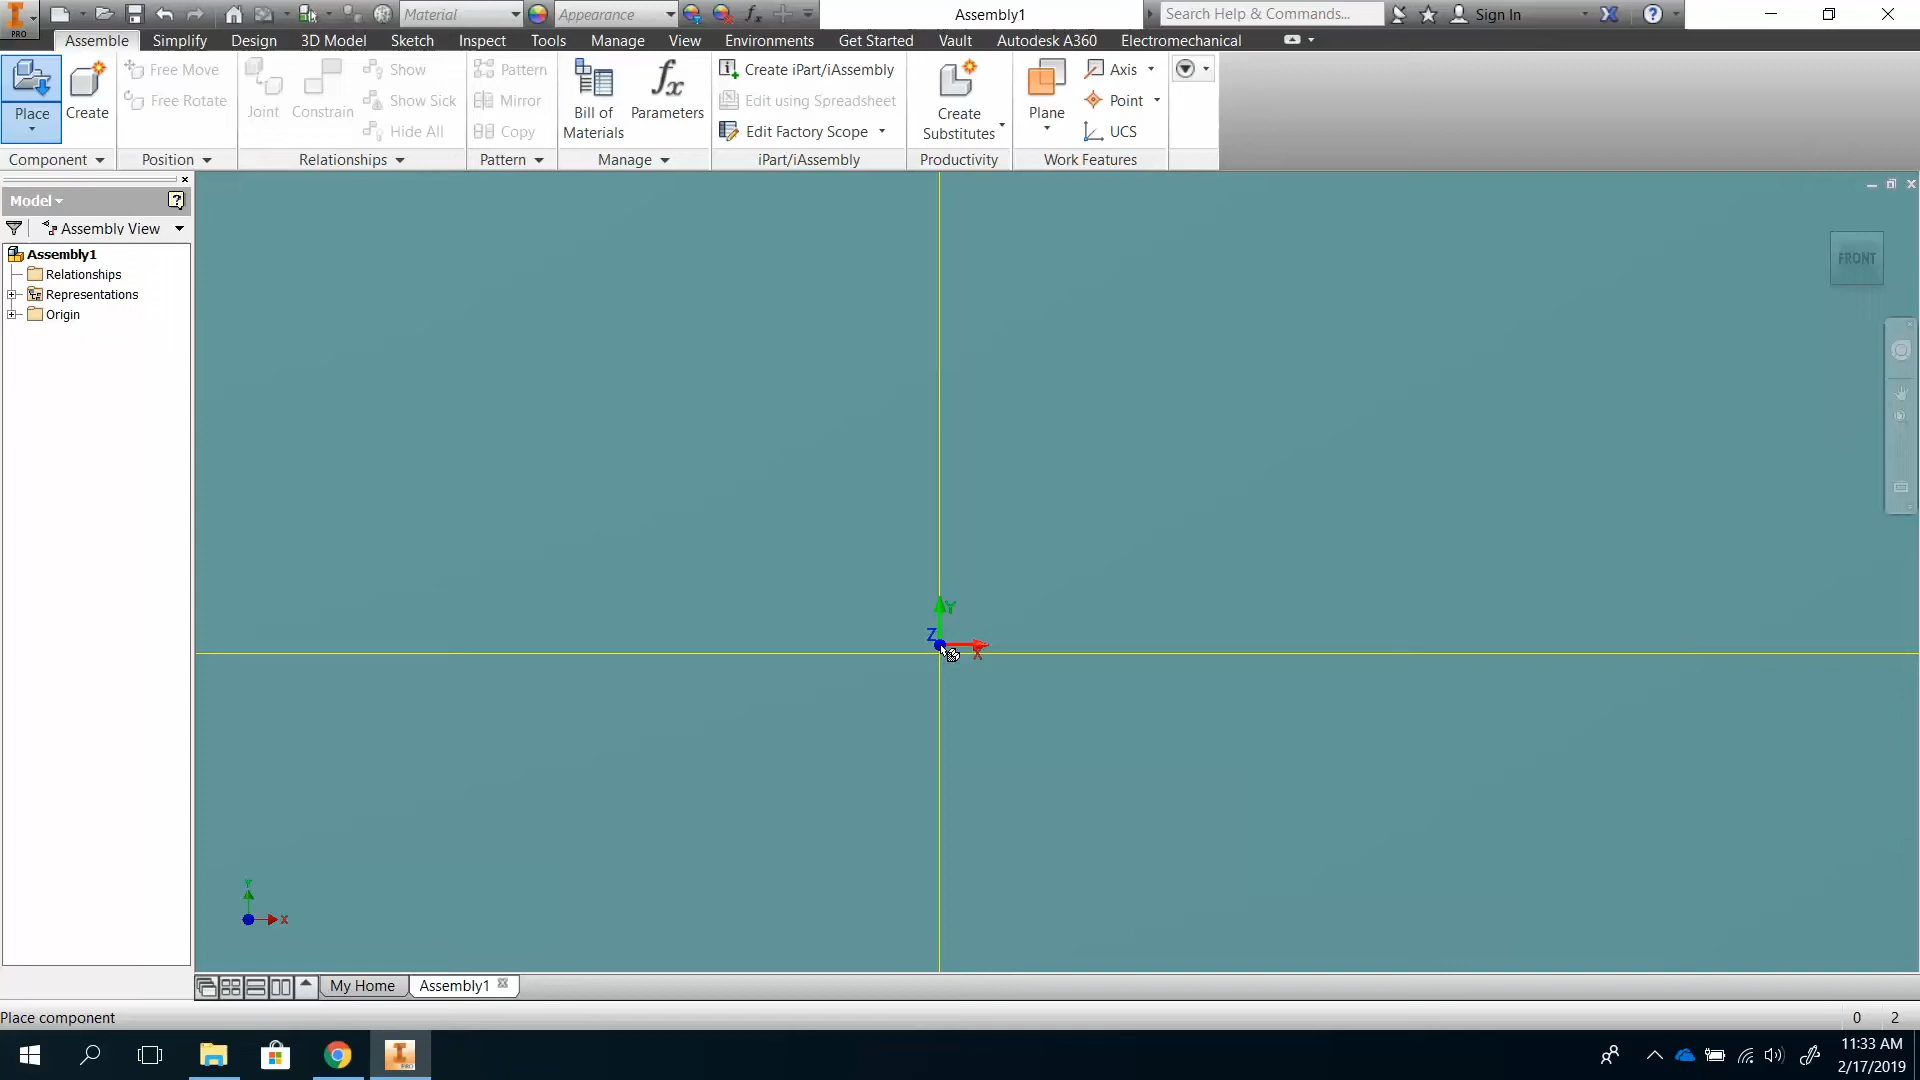 PRO
Material
Appearance
fx
Assembly1
Search Help & Commands...
Sign In
Assemble Simplify Design 3D Model Sketch Inspect Tools Manage View Environments Get Started Vault Autodesk A360 Electromechanical
Place
Create
Free Move
Free Rotate
Joint
Constrain
Show
Show Sick
Hide All
Pattern
Mirror
Copy
Bill of
Materials
fx
Parameters
Create iPart/iAssembly
Edit using Spreadsheet
Edit Factory Scope
Create
Substitutes
Plane
Axis
Point
UCS
Component Position Relationships Pattern Manage iPart/iAssembly Productivity Work Features
Model
Assembly View
Assembly1
Relationships
Representations
Origin
FRONT
Y
Z
X
Y
X
My Home Assembly1
Place component 0 2
11:33 AM
2/17/2019